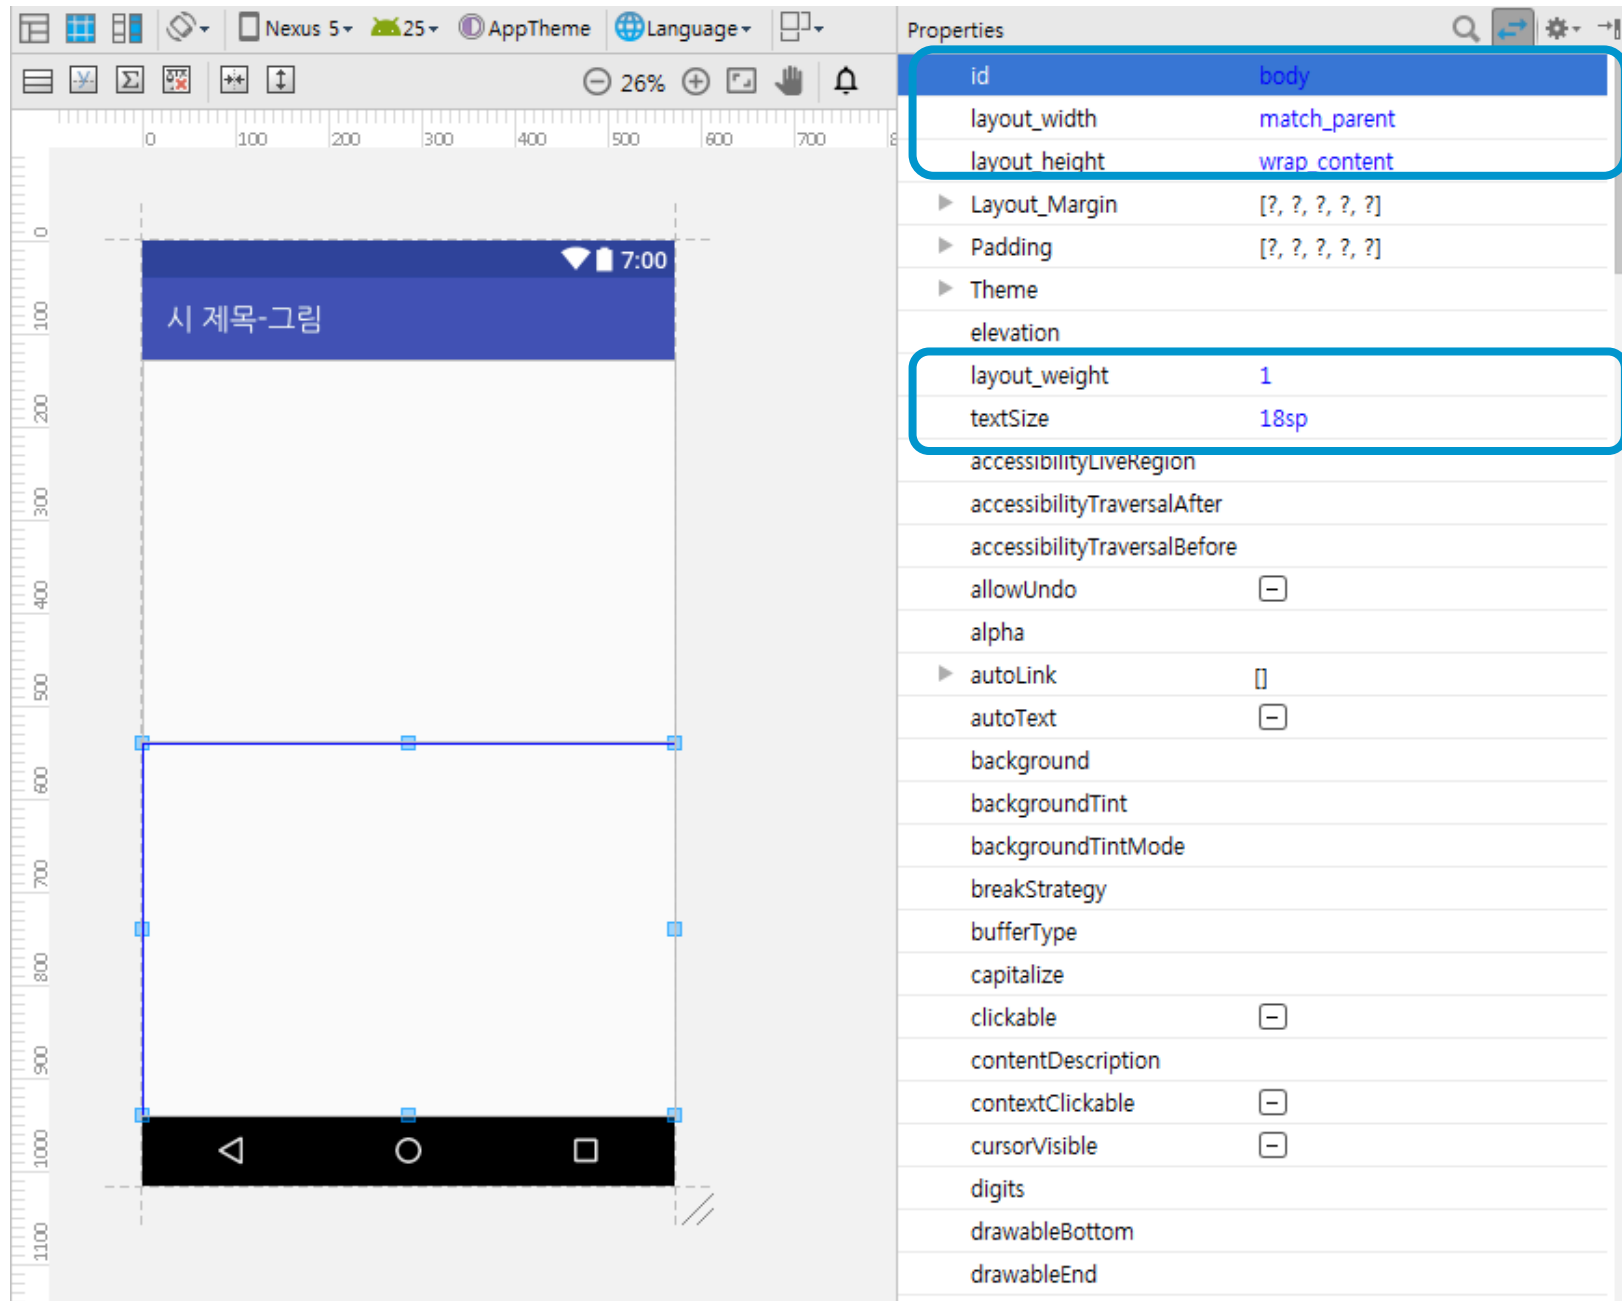 Nexus 5 25 AppTheme Language
26%
0 100 200 300 400 500 600 700
0
100
200
300
400
500
600
700
800
900
1000
1100
7:00
시 제목-그림
Properties
id body
layout_width match_parent
layout_height wrap_content
Layout_Margin [?, ?, ?, ?, ?]
Padding [?, ?, ?, ?, ?]
Theme
elevation
layout_weight 1
textSize 18sp
accessibilityLiveRegion
accessibilityTraversalAfter
accessibilityTraversalBefore
allowUndo
alpha
autoLink []
autoText
background
backgroundTint
backgroundTintMode
breakStrategy
bufferType
capitalize
clickable
contentDescription
contextClickable
cursorVisible
digits
drawableBottom
drawableEnd